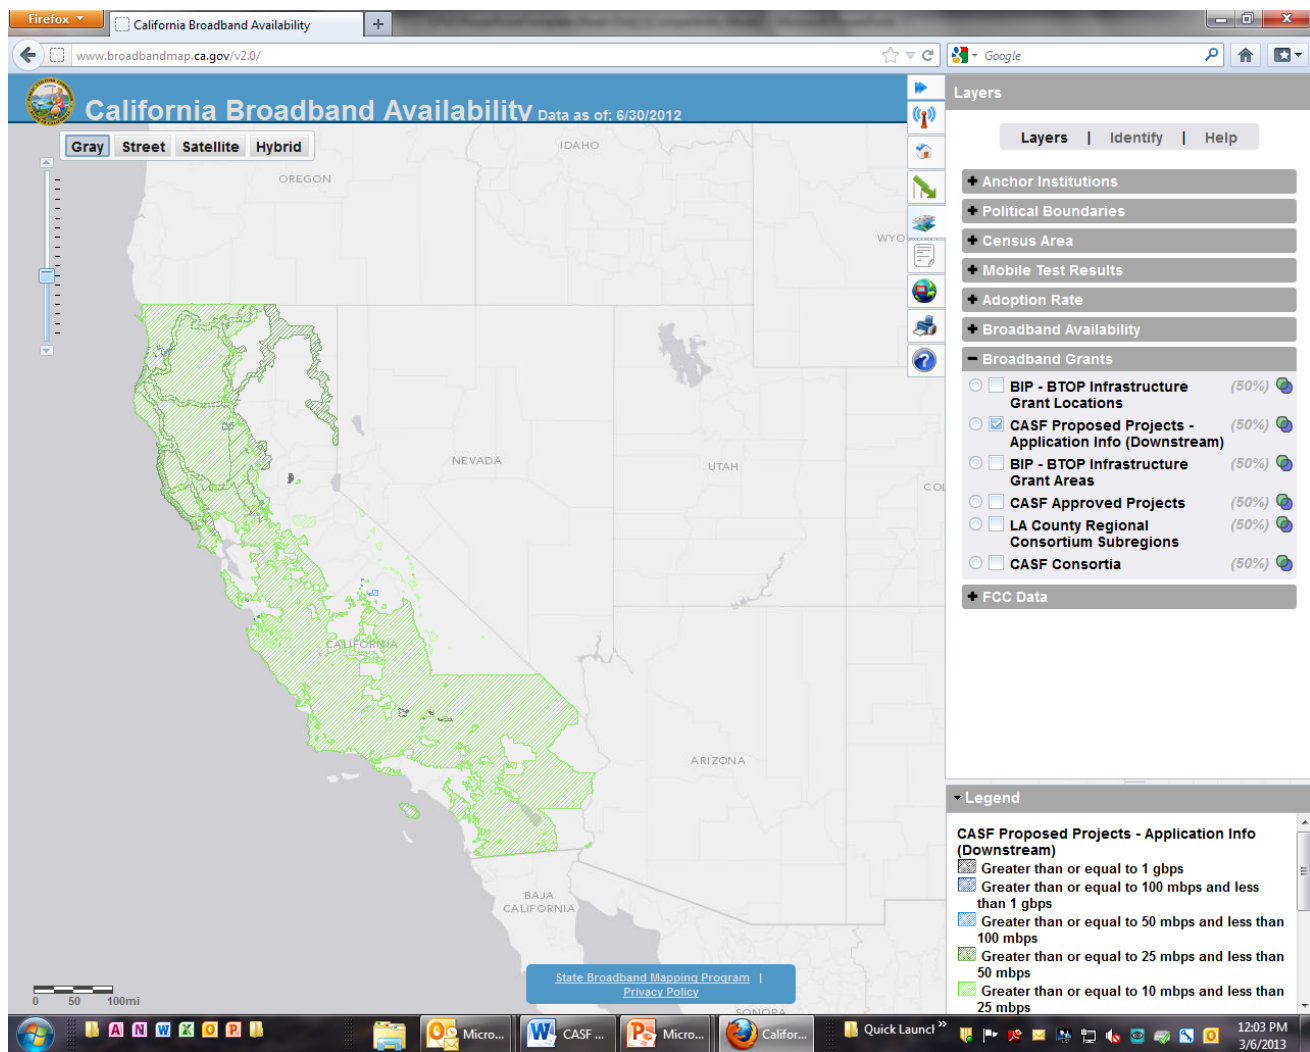 Firefox
California Broadband Availability
+
www.broadbandmap.ca.gov/v2.0/
Google
California Broadband Availability Data as of: 6/30/2012
Gray Street Satellite Hybrid
IDAHO
OREGON
NEVADA
UTAH
CALIFORNIA
ARIZONA
BAJA
CALIFORNIA
SONORA
0 50 100mi
State Broadband Mapping Program |
Privacy Policy
Layers
Layers | Identify | Help
Anchor Institutions
Political Boundaries
Census Area
Mobile Test Results
Adoption Rate
Broadband Availability
Broadband Grants
BIP - BTOP Infrastructure (50%)
Grant Locations
CASF Proposed Projects - (50%)
Application Info (Downstream)
BIP - BTOP Infrastructure (50%)
Grant Areas
CASF Approved Projects (50%)
LA County Regional (50%)
Consortium Subregions
CASF Consortia (50%)
FCC Data
Legend
CASF Proposed Projects - Application Info
(Downstream)
Greater than or equal to 1 gbps
Greater than or equal to 100 mbps and less
than 1 gbps
Greater than or equal to 50 mbps and less than
100 mbps
Greater than or equal to 25 mbps and less than
50 mbps
Greater than or equal to 10 mbps and less than
25 mbps
Micro... CASF ... Micro... Califor... Quick Launch »
12:03 PM
3/6/2013